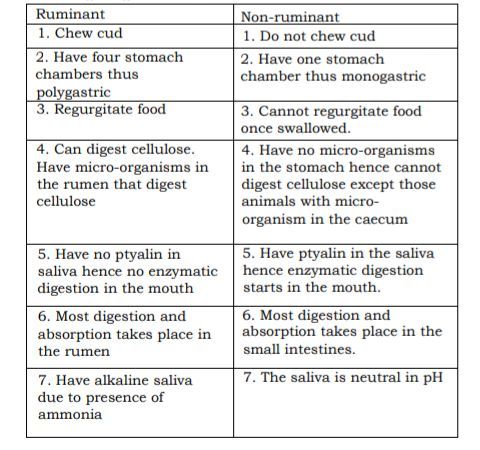 Ruminant
Non-ruminant
1. Chew cud
1. Do not chew cud
2. Have four stomach
chambers thus
polygastric
2. Have one stomach
chamber thus monogastric
3. Regurgitate food
3. Cannot regurgitate food
once swallowed.
4. Can digest cellulose.
Have micro-organisms in
the rumen that digest
cellulose
4. Have no micro-organisms
in the stomach hence cannot
digest cellulose except those
animals with micro-
organism in the caecum
5. Have no ptyalin in
saliva hence no enzymatic
digestion in the mouth
5. Have ptyalin in the saliva
hence enzymatic digestion
starts in the mouth.
6. Most digestion and
absorption takes place in
the rumen
6. Most digestion and
absorption takes place in the
small intestines.
7. Have alkaline saliva
due to presence of
ammonia
7. The saliva is neutral in pH